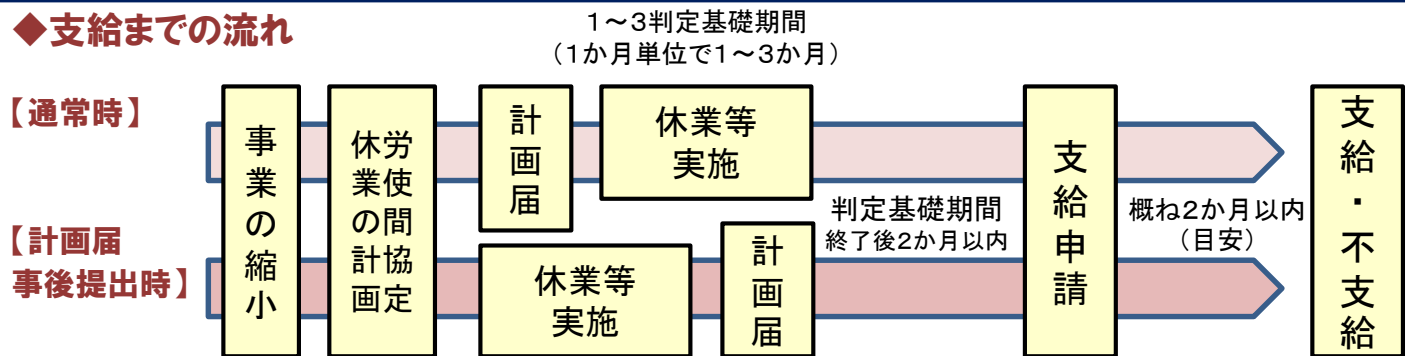 ◆支給までの流れ
1～3判定基礎期間
（1か月単位で1～3か月）
【通常時】
【計画届
事後提出時】
事業の縮小
労使間協定
休業の計画
計画届
休業等
実施
休業等
実施
計画届
判定基礎期間
終了後2か月以内
支給申請
概ね2か月以内
（目安）
支給・不支給